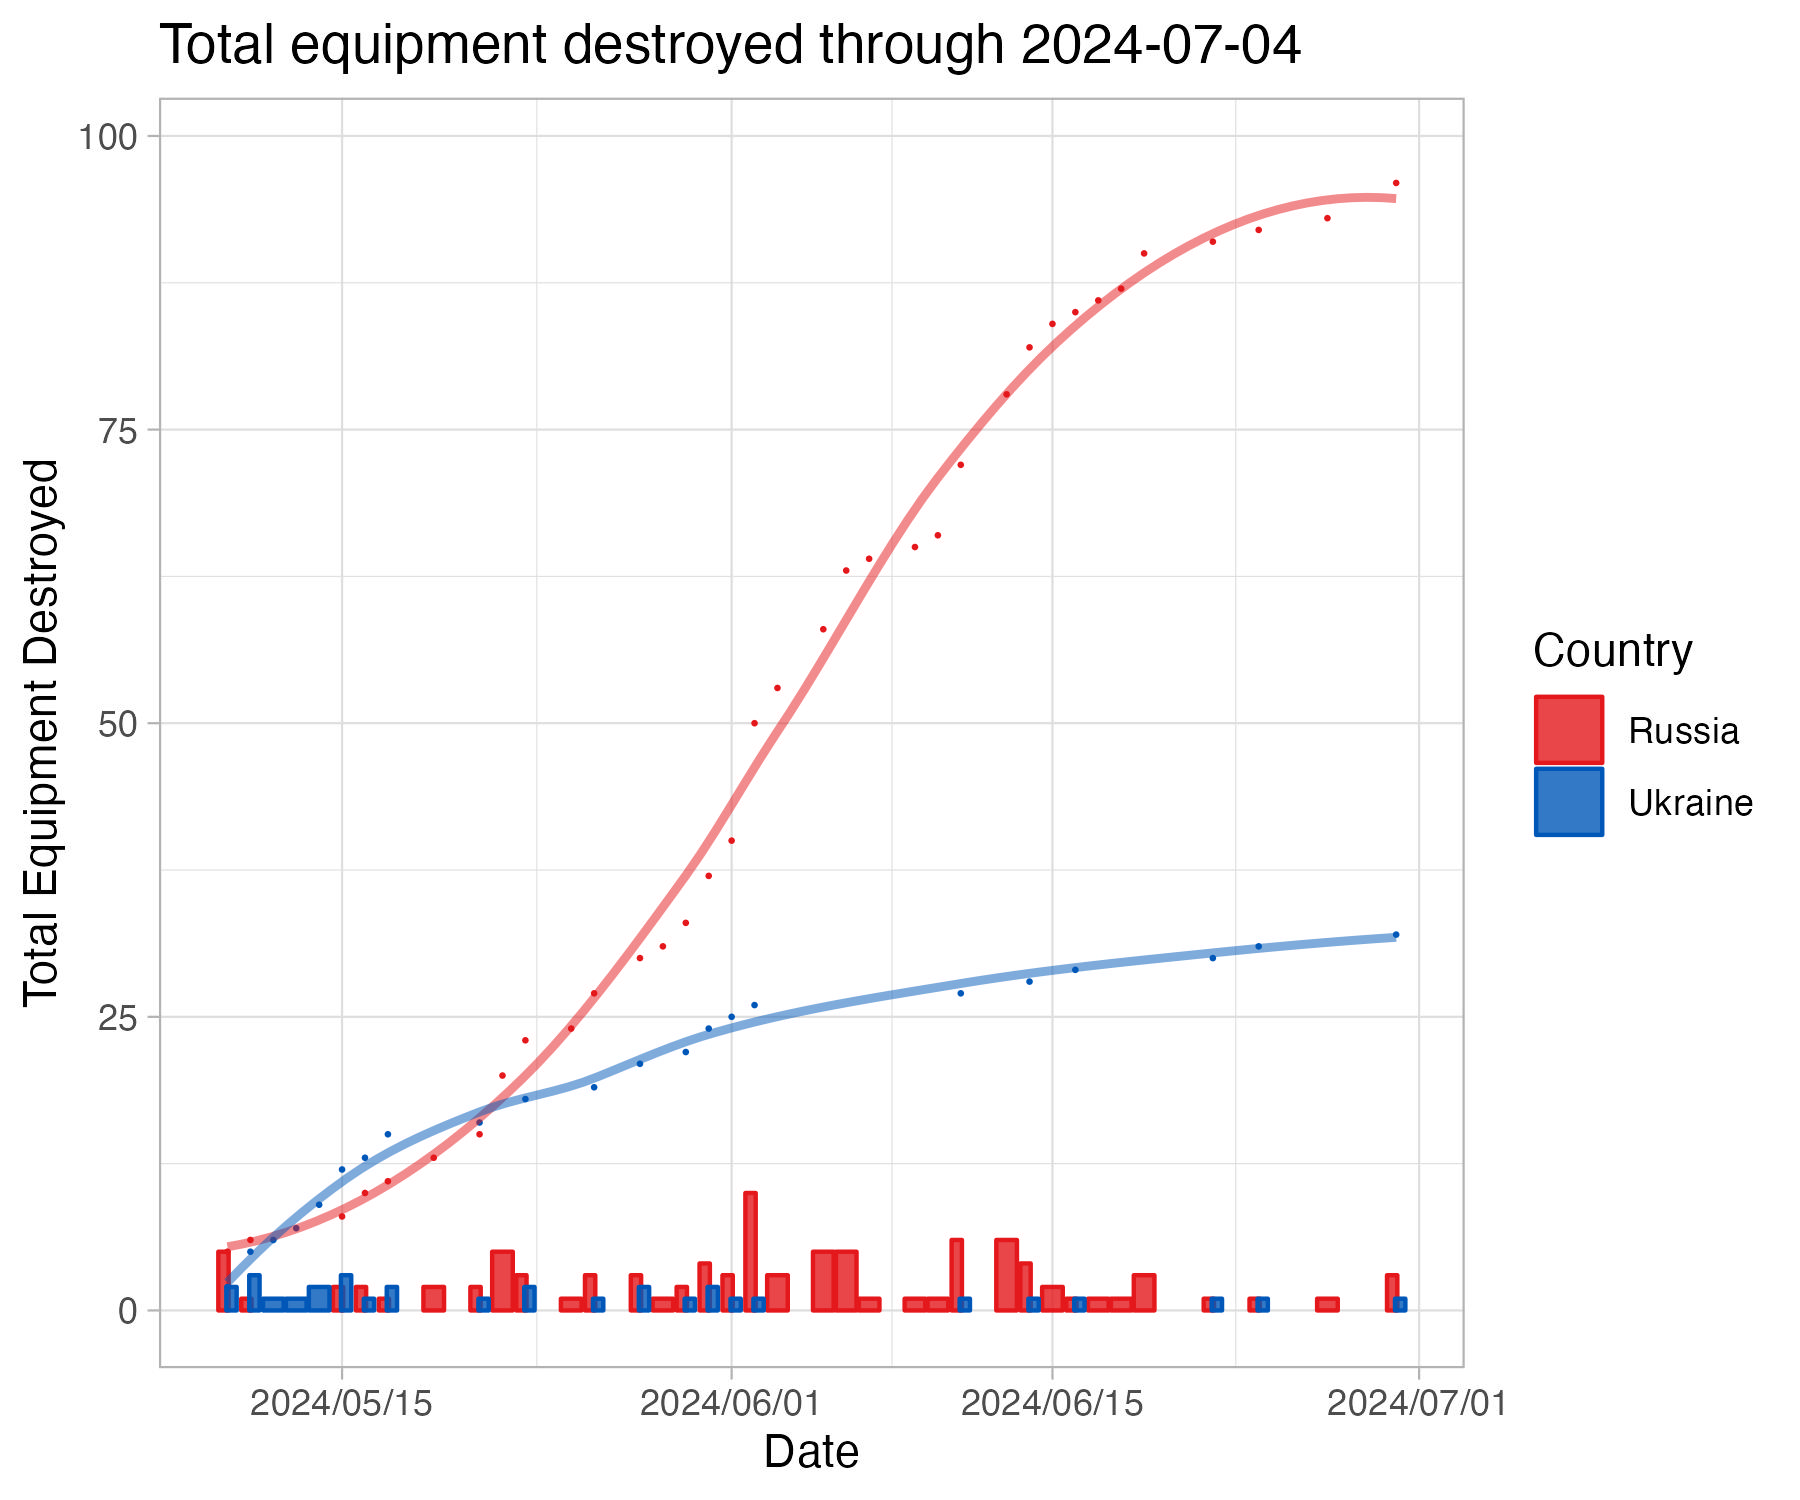 Total equipment destroyed through 2024-07-04
Total Equipment Destroyed
100
75
50
25
0
2024/05/15
2024/06/01
2024/06/15
2024/07/01
Date
Country
Russia
Ukraine